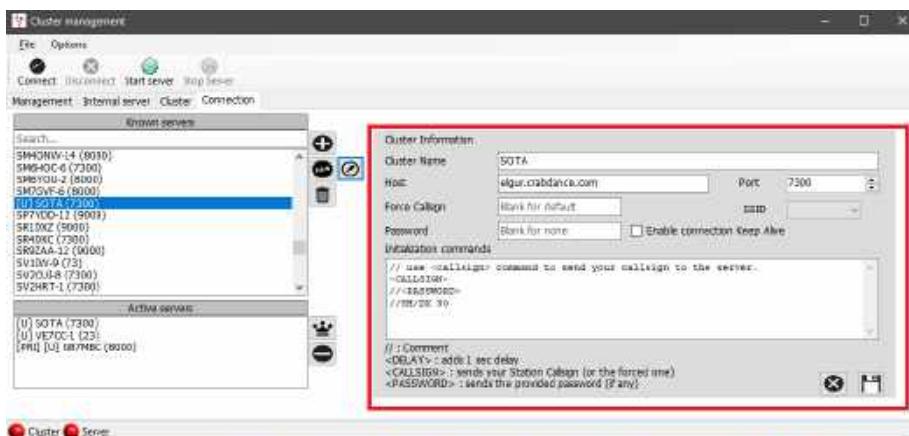 Cluster management
File Options
Connect Disconnect Start server Stop Server
Management Internal server Cluster Connection
Known servers
Search...
SM4ONW-14 (8000)
SM6HOC-6 (7300)
SM6YOU-2 (8000)
SM7GVF-6 (8000)
[U] SOTA (7300)
SP7YDD-12 (9000)
SR1DXZ (9000)
SR4DXC (7300)
SR9ZAA-12 (9000)
SV1IW-9 (73)
SV2CUJ-8 (7300)
SV2HRT-1 (7300)
Active servers
[U] SOTA (7300)
[U] VE7CC-1 (23)
[PRI] [U] (8000)
Cluster Information
Cluster Name SOTA
Host elgur.crabdance.com Port 7300
Force Callsign Blank for default SSID
Password Blank for none Enable connection Keep Alive
Initialization commands
// use <callsign> command to send your callsign to the server.
<CALLSIGN>
//<PASSWORD>
//SH/DX 30
// : Comment
<DELAY> : adds 1 sec delay
<CALLSIGN> : sends your Station Callsign (or the forced one)
<PASSWORD> : sends the provided password (if any)
Cluster Server